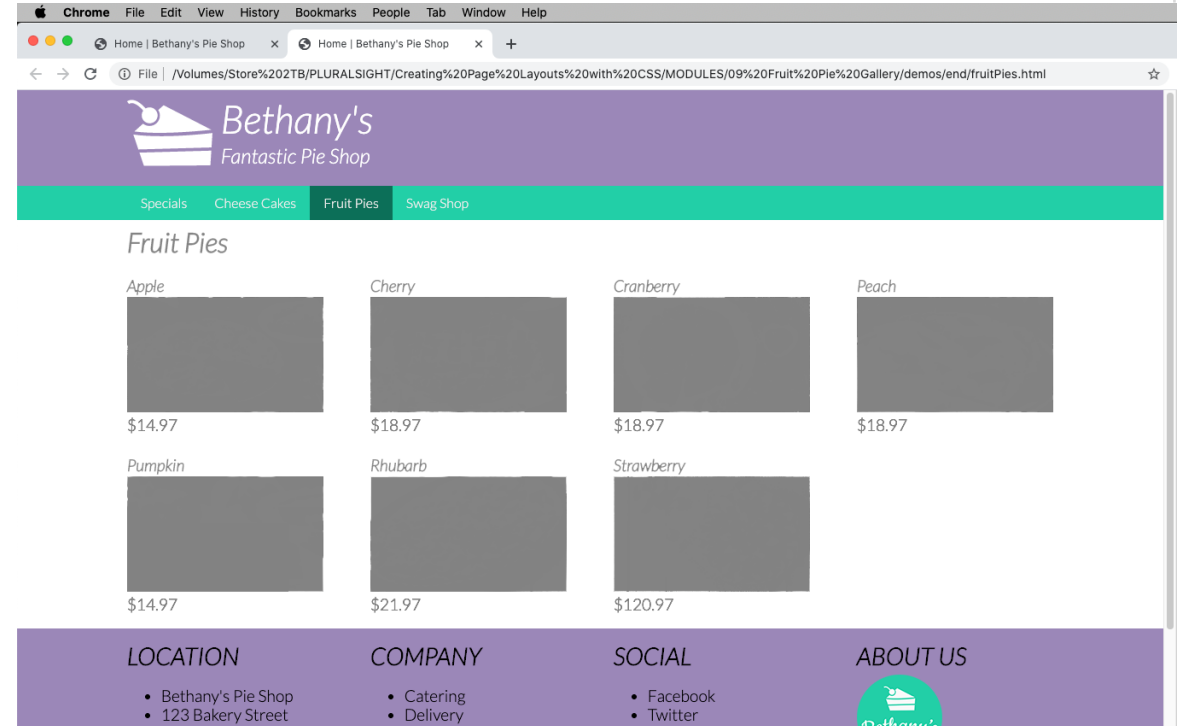 Chrome File Edit View History Bookmarks People Tab Window Help
Home | Bethany's Pie Shop × Home | Bethany's Pie Shop × +
File | /Volumes/Store%202TB/PLURALSIGHT/Creating%20Page%20Layouts%20with%20CSS/MODULES/09%20Fruit%20Pie%20Gallery/demos/end/fruitPies.html
Bethany's
Fantastic Pie Shop
Specials Cheese Cakes Fruit Pies Swag Shop
Fruit Pies
Apple Cherry Cranberry Peach
$14.97 $18.97 $18.97 $18.97
Pumpkin Rhubarb Strawberry
$14.97 $21.97 $120.97
LOCATION COMPANY SOCIAL ABOUT US
• Bethany's Pie Shop • Catering • Facebook
• 123 Bakery Street • Delivery • Twitter
Bethany's